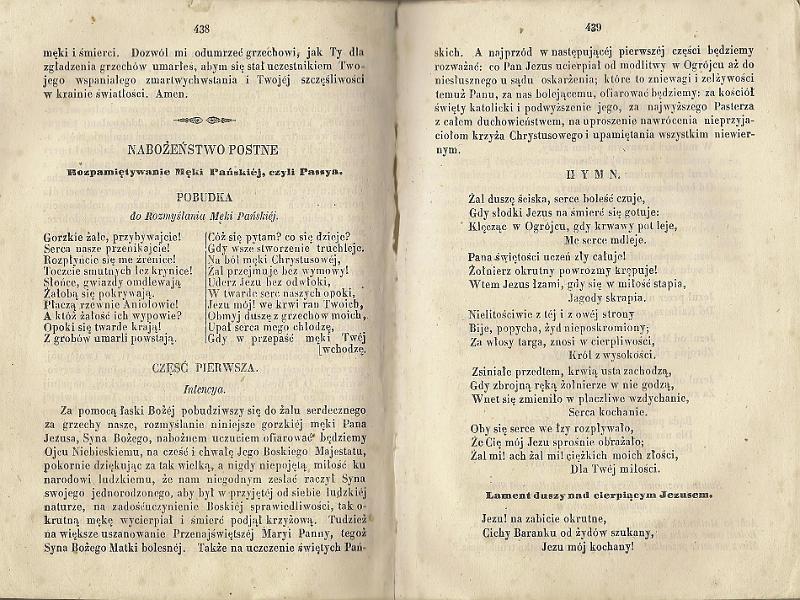 438
męki i śmierci. Dozwól mi odumrzeć grzechowi, jak Ty dla
zgładzenia grzechów umarłeś, abym się stał uczestnikiem Two-
jego wspaniałego zmartwychwstania i Twojéj szczęśliwości
w krainie światłości. Amen.
NABOŻEŃSTWO POSTNE
Rozpamiętywanie Męki Pańskiéj, czyli Passya.
POBUDKA
do Rozmyślania Męki Pańskiéj.
Gorzkie żale, przybywajcie!
Serca nasze przenikajcie!
Rozpłyńcie się me źrenice!
Toczcie smutnych łez krynice!
Słońce, gwiazdy omdlewają
Żałobą się pokrywają.
Płaczą rzewnie Aniołowie!
A któż żałość ich wypowie?
Opoki się twarde krają!
Z grobów umarli powstają.
Cóż się pytam? co się dzieje?
Gdy wsze stworzenie truchleje.
Na ból męki Chrystusowéj,
Żal przejmuje bez wymowy!
Uderz Jezu bez odwłoki,
W twarde serc naszych opoki,
Jezu mój! we krwi ran Twoich,
Obmyj duszę z grzechów moich,
Upał serca mego chłodzę,
Gdy w przepaść męki Twéj
[wchodzę.
CZĘŚĆ PIERWSZA.
Intencya.
Za pomocą łaski Bożéj pobudziwszy się do żalu serdecznego
za grzechy nasze, rozmyślanie niniejsze gorzkiéj męki Pana
Jezusa, Syna Bożego, nabożném uczuciem ofiarować będziemy
Ojcu Niebieskiemu, na cześć i chwałę Jego Boskiego Majestatu,
pokornie dziękując za tak wielką, a nigdy niepojętą, miłość ku
narodowi ludzkiemu, że nam niegodnym zesłać raczył Syna
swojego jednorodzonego, aby był w przyjętéj od siebie ludzkiéj
naturze, na zadośćuczynienie Boskiéj sprawiedliwości, tak o-
krutną mękę wycierpiał i śmierć podjął krzyżową. Tudzież
na większe uszanowanie Przenajświętszéj Maryi Panny, tegoż
Syna Bożego Matki bolesnéj. Także na uczczenie świętych Pań-
439
skich. A najprzód w następującéj pierwszéj części będziemy
rozważać: co Pan Jezus ucierpiał od modlitwy w Ogrójcu aż do
niesłusznego u sądu oskarżenia; które to zniewagi i zelżywości
temuż Panu, za nas bolejącemu, ofiarować będziemy: za kościół
święty katolicki i podwyższenie jego, za najwyższego Pasterza
z całem duchowieństwem, na uproszenie nawrócenia nieprzyja-
ciołom krzyża Chrystusowego i upamiętania wszystkim niewier-
nym.
HYMN.
Żal duszę ściska, serce boleść czuje,
Gdy słodki Jezus na śmierć się gotuje:
Klęcząc w Ogrójcu, gdy krwawy pot leje,
Me serce mdleje.
Pana świętości uczeń zły całuje!
Żołnierz okrutny powrozmy krępuje!
Wtem Jezus łzami, gdy się w miłość stapia,
Jagody skrapia.
Nielitościwie z téj i z owéj strony
Bije, popycha, żyd nieposkromiony;
Za włosy targa, znosi w cierpliwości,
Król z wysokości.
Zsiniałe przedtem, krwią usta zachodzą,
Gdy zbrojną ręką żołnierze w nie godzą,
Wnet się zmieniło w płaczliwe wzdychanie,
Serca kochanie.
Oby się serce we łzy rozpływało,
Że Cię mój Jezu sprośnie obrażało;
Żal mi! ach żal mi! ciężkich moich złości,
Dla Twéj miłości.
Lament duszy nad cierpiącym Jezusem.
Jezu! na zabicie okrutne,
Cichy Baranku od żydów szukany,
Jezu mój kochany!